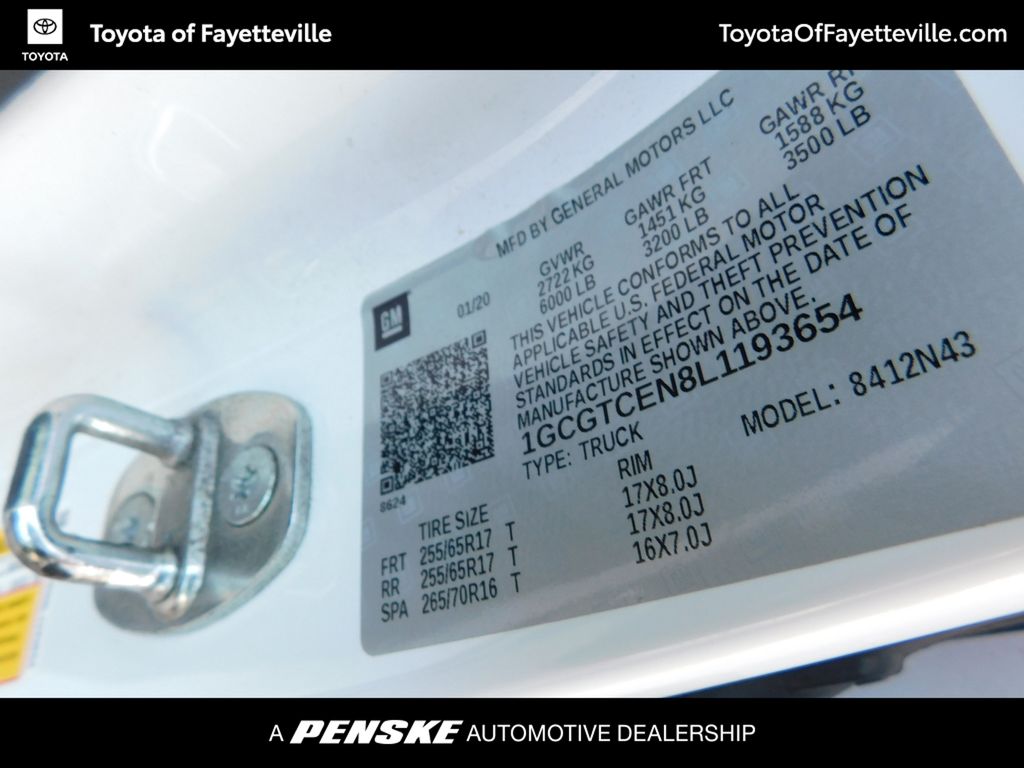 TOYOTA
Toyota of Fayetteville
ToyotaOfFayetteville.com
MFD BY GENERAL MOTORS LLC
GM
01/20
GVWR
2722 KG
6000 LB
GAWR FRT
1451 KG
3200 LB
GAWR
1588 KG
3500 LB
THIS VEHICLE CONFORMS TO ALL
APPLICABLE U.S. FEDERAL MOTOR
VEHICLE SAFETY AND THEFT PREVENTION
STANDARDS IN EFFECT ON THE DATE OF
MANUFACTURE SHOWN ABOVE.
1GCGTCEN8L1193654
TYPE: TRUCK
MODEL: 8412N43
8624
TIRE SIZE RIM
FRT 255/65R17 T 17X8.0J
RR 255/65R17 T 17X8.0J
SPA 265/70R16 T 16X7.0J
A PENSKE AUTOMOTIVE DEALERSHIP